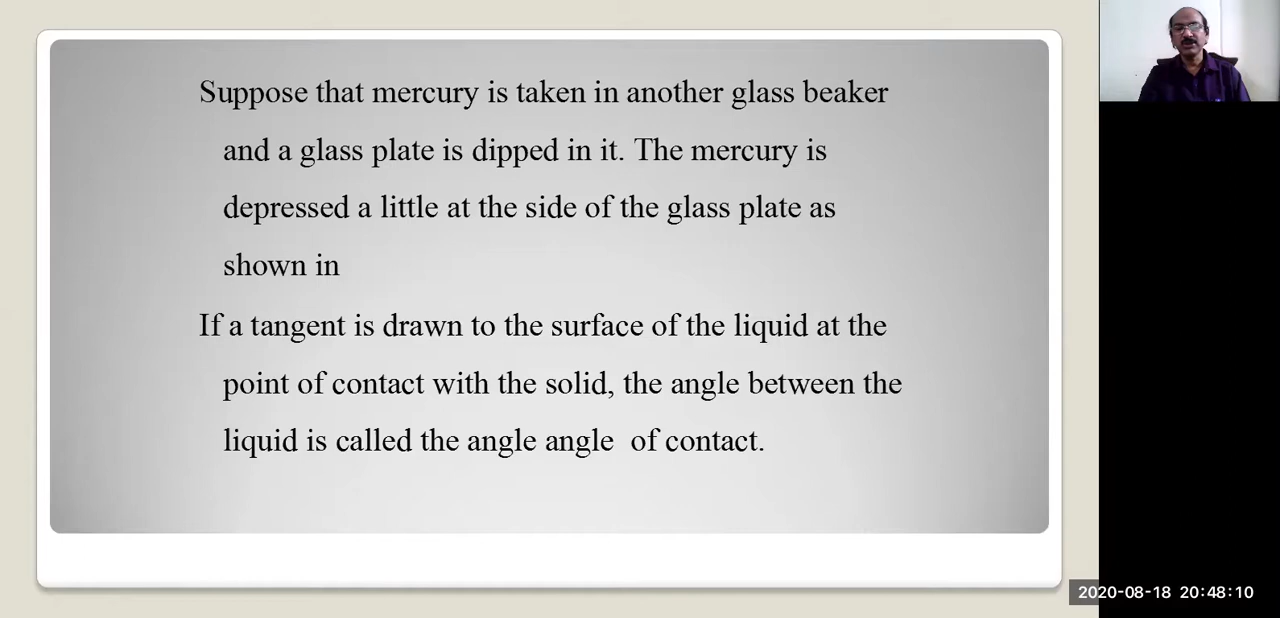 Suppose that mercury is taken in another glass beaker
and a glass plate is dipped in it. The mercury is
depressed a little at the side of the glass plate as
shown in
If a tangent is drawn to the surface of the liquid at the
point of contact with the solid, the angle between the
liquid is called the angle angle  of contact.
2020-08-18 20:48:10